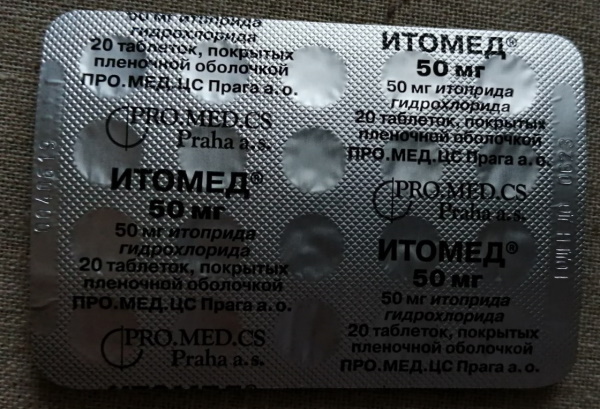 50 мг итоприда
гидрохлорида
20 таблеток, покрытых
пленочной оболочкой
ПРО.МЕД.ЦС Прага а. о.
PRO.MED.CS
Praha a. s.
ИТОМЕД®
50 мг
50 мг итоприда
гидрохлорида
20 таблеток, покрытых
пленочной оболочкой
ПРО.МЕД.ЦС Прага а. о.
PRO.MED.CS
Praha a. s.
ИТОМЕД®
ИТОМЕД®
50 мг
50 мг итоприда
гидрохлорида
20 таблеток, покрытых
пленочной оболочкой
ПРО.МЕД.ЦС Прага а. о.
PRO.MED.CS
Praha a. s.
ИТОМЕД®
50 мг
50 мг итоприда
гидрохлорида
20 таблеток, покрытых
пленочной оболочкой
ПРО.МЕД.ЦС Прага а. о.